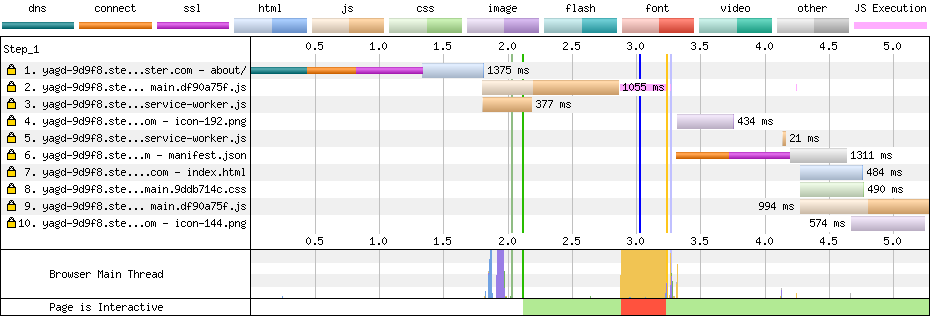 dns connect ssl html js css image flash font video other JS Execution
Step_1 0.5 1.0 1.5 2.0 2.5 3.0 3.5 4.0 4.5 5.0
1. yagd-9d9f8.ste...ster.com - about/ 1375 ms
2. yagd-9d9f8.ste... main.df90a75f.js 1055 ms
3. yagd-9d9f8.ste...service-worker.js 377 ms
4. yagd-9d9f8.ste...om - icon-192.png 434 ms
5. yagd-9d9f8.ste...service-worker.js 21 ms
6. yagd-9d9f8.ste...m - manifest.json 1311 ms
7. yagd-9d9f8.ste....com - index.html 484 ms
8. yagd-9d9f8.ste...main.9ddb714c.css 490 ms
9. yagd-9d9f8.ste... main.df90a75f.js 994 ms
10. yagd-9d9f8.ste...om - icon-144.png 574 ms
0.5 1.0 1.5 2.0 2.5 3.0 3.5 4.0 4.5 5.0
Browser Main Thread
Page is Interactive